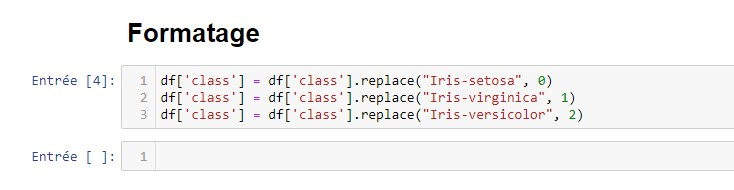 Formatage
Entrée [4]:
1 df['class'] = df['class'].replace("Iris-setosa", 0)
2 df['class'] = df['class'].replace("Iris-virginica", 1)
3 df['class'] = df['class'].replace("Iris-versicolor", 2)
Entrée [ ]:
1